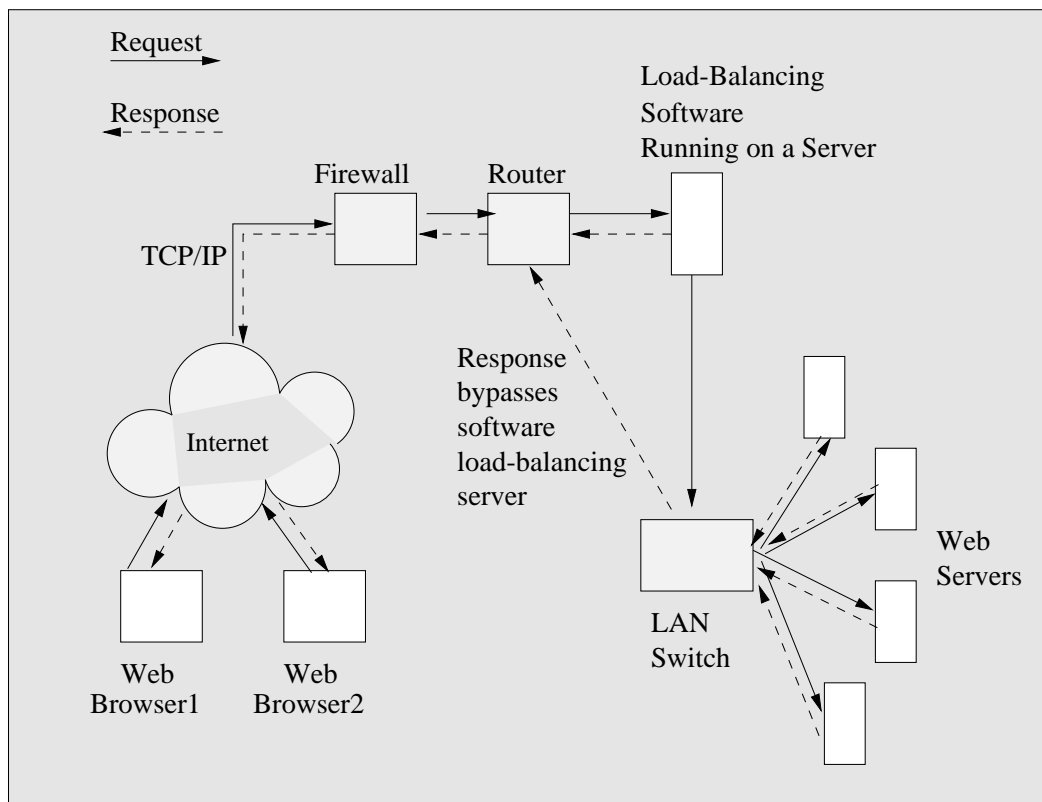 Request
Response
Load-Balancing
Software
Running on a Server
Firewall
Router
TCP/IP
Response
bypasses
software
load-balancing
server
Internet
Web
Servers
LAN
Switch
Web
Browser1
Web
Browser2